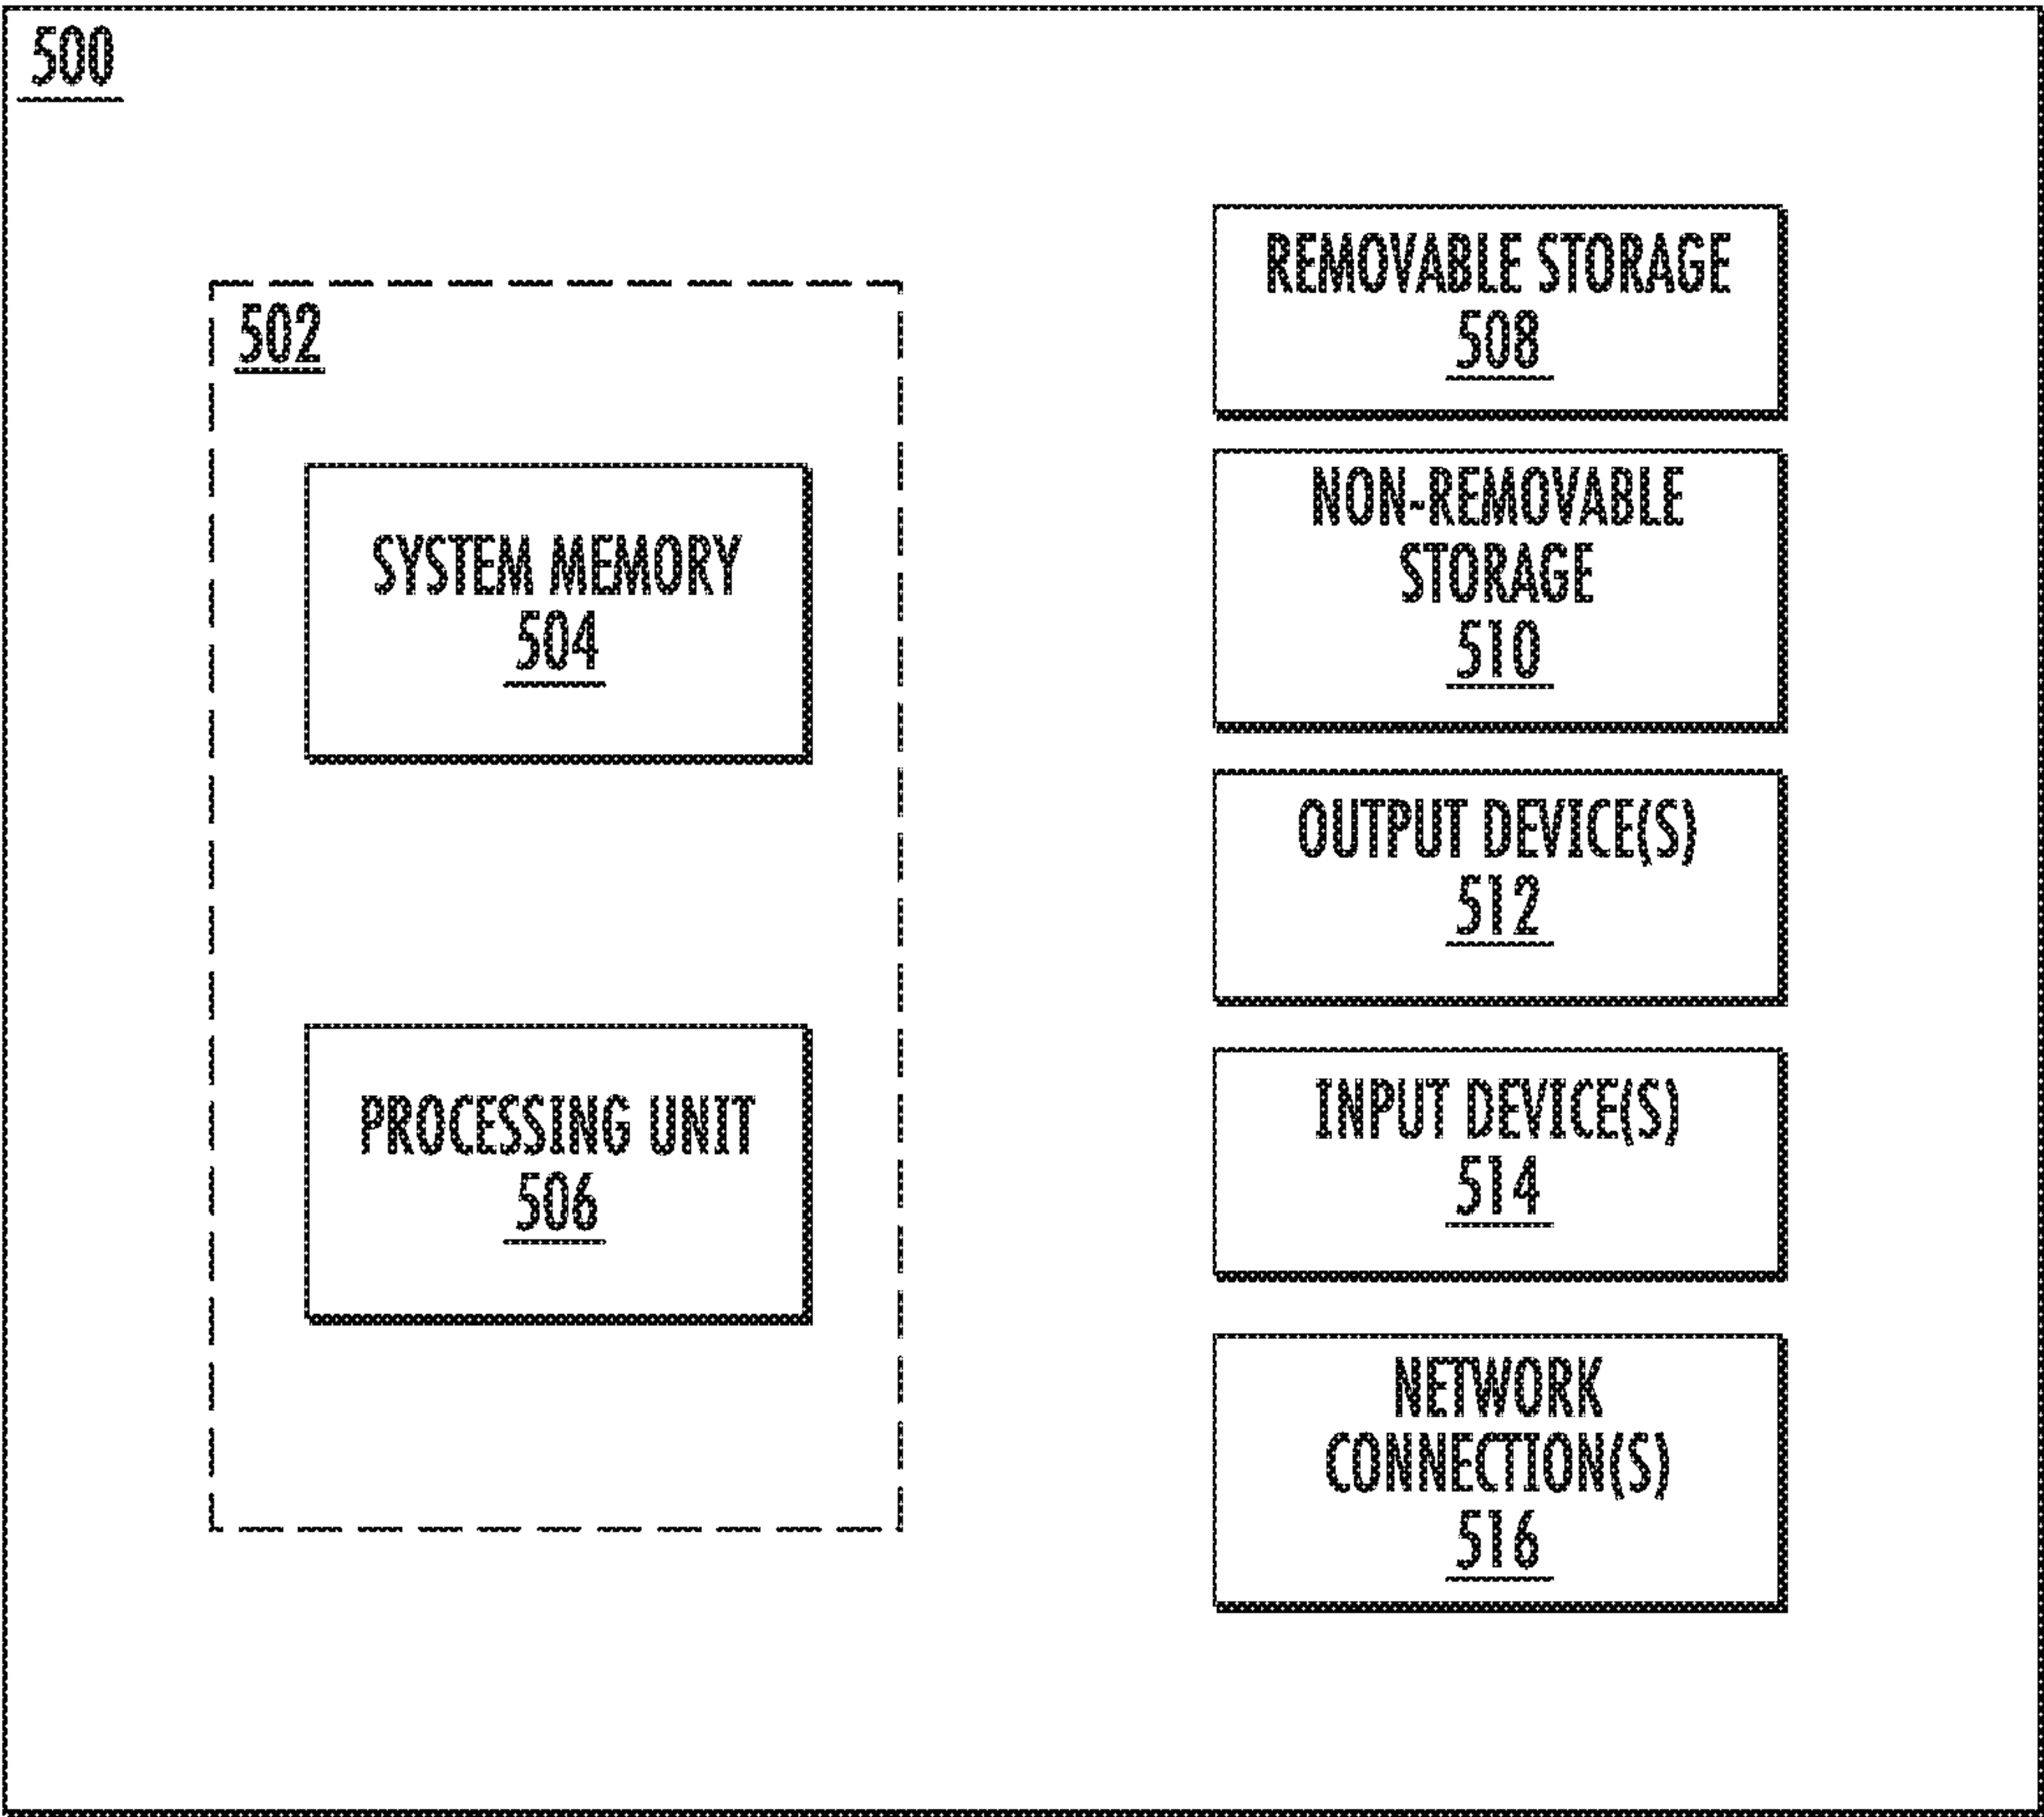 500
502
SYSTEM MEMORY
504
PROCESSING UNIT
506
REMOVABLE STORAGE
508
NON-REMOVABLE
STORAGE
510
OUTPUT DEVICE(S)
512
INPUT DEVICE(S)
514
NETWORK
CONNECTION(S)
516